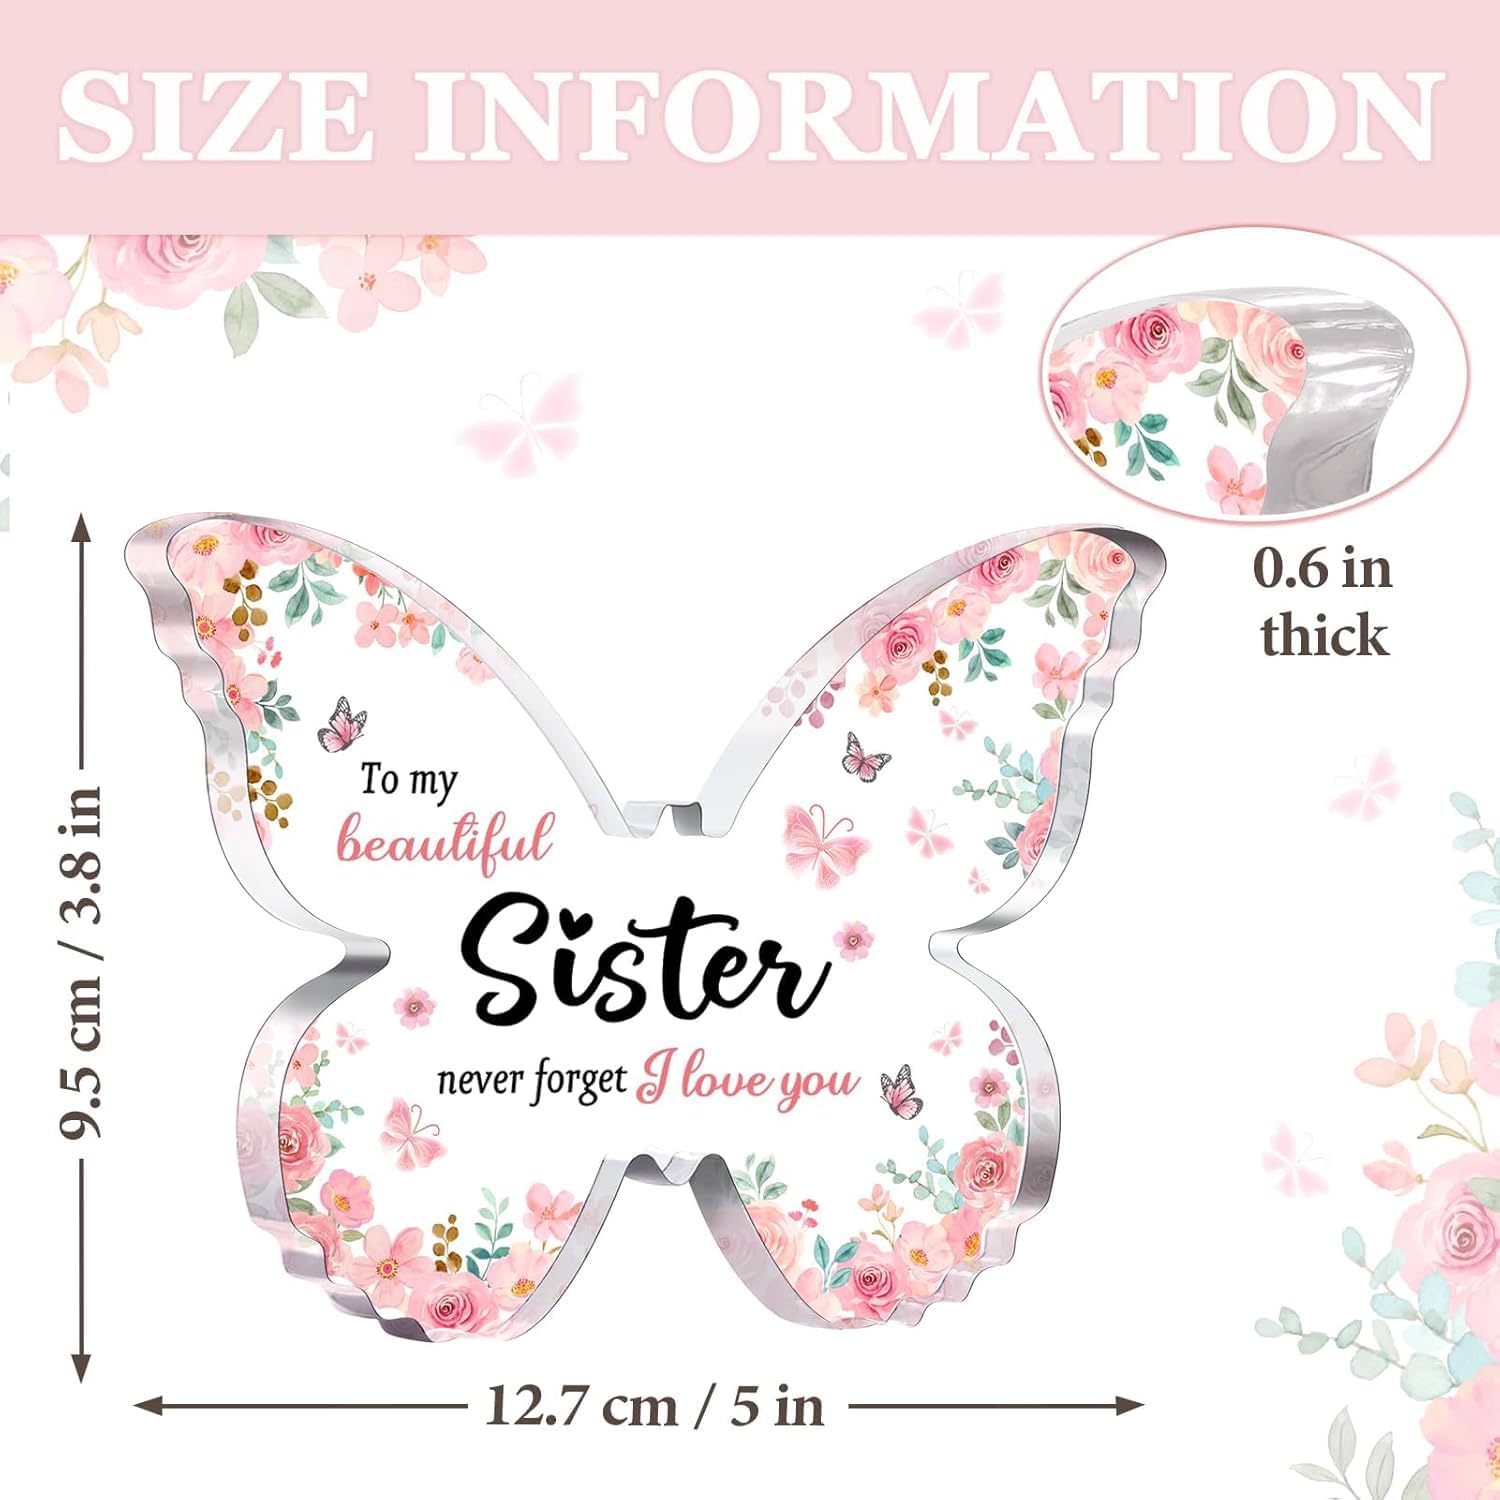 SIZE INFORMATION
0.6 in
thick
To my
beautiful
Sister
never forget I love you
9.5 cm / 3.8 in
12.7 cm / 5 in